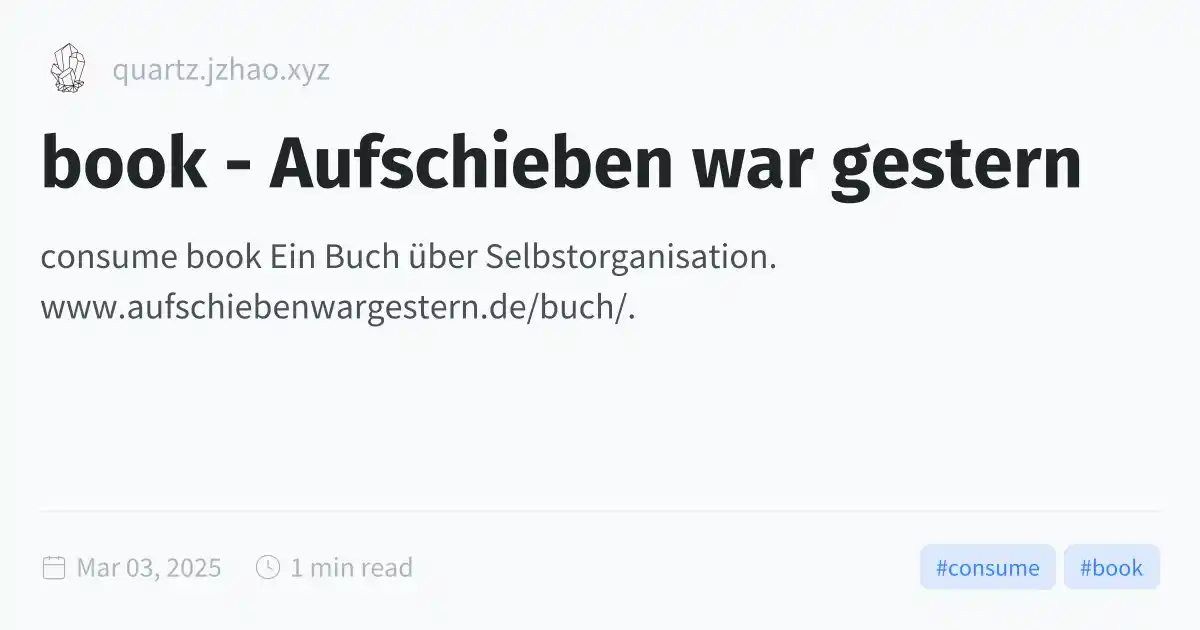 quartz.jzhao.xyz
book - Aufschieben war gestern
consume book Ein Buch über Selbstorganisation.
www.aufschiebenwargestern.de/buch/.
Mar 03, 2025 1 min read #consume #book